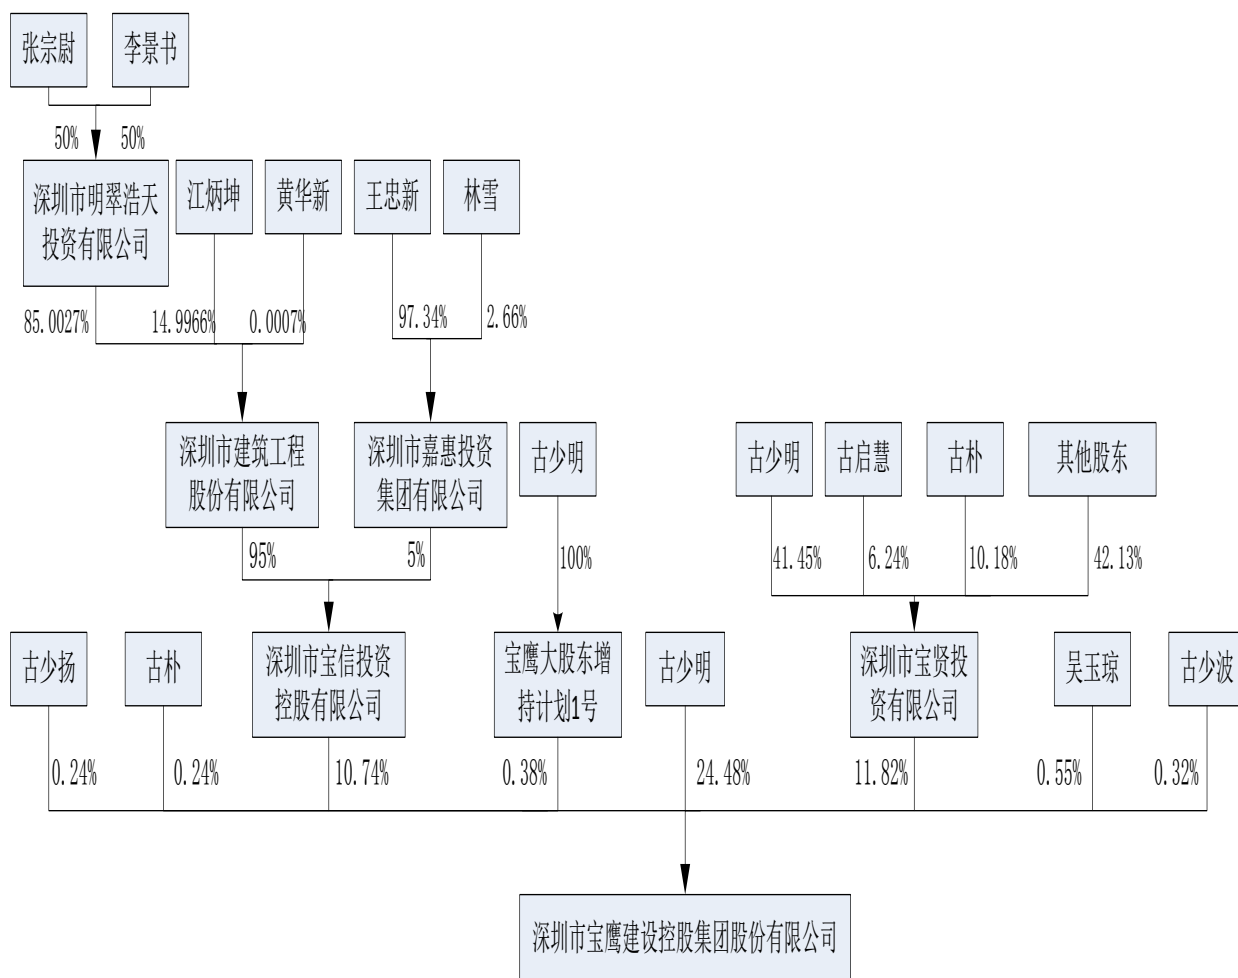 张宗尉
李景书
50%
50%
深圳市明翠浩天
投资有限公司
江炳坤
黄华新
王忠新
林雪
85.0027%
14.9966%
0.0007%
97.34%
2.66%
深圳市建筑工程
股份有限公司
深圳市嘉惠投资
集团有限公司
古少明
古少明
古启慧
古朴
其他股东
95%
5%
100%
41.45%
6.24%
10.18%
42.13%
古少扬
古朴
深圳市宝信投资
控股有限公司
宝鹰大股东增
持计划1号
古少明
深圳市宝贤投
资有限公司
吴玉琼
古少波
0.24%
0.24%
10.74%
0.38%
24.48%
11.82%
0.55%
0.32%
深圳市宝鹰建设控股集团股份有限公司